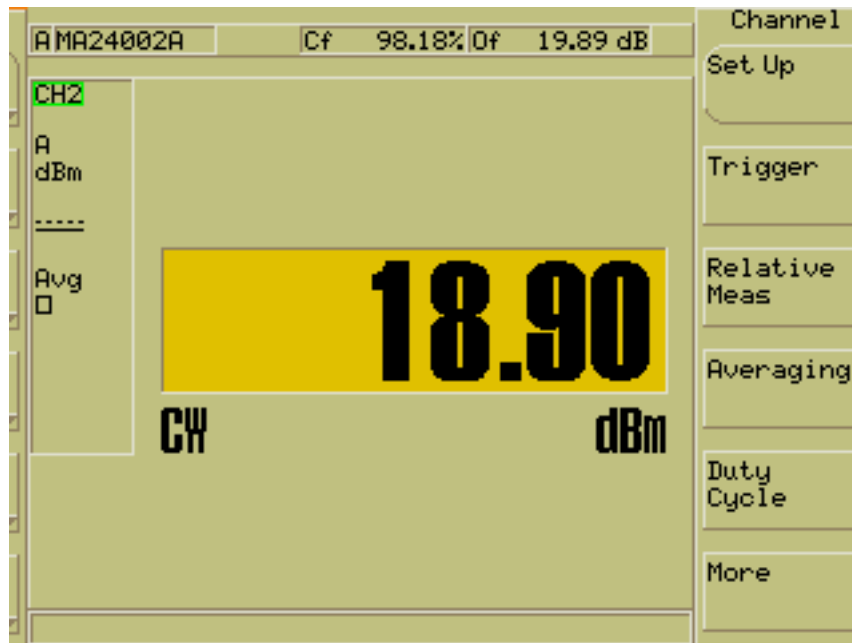 A MA24002A Cf 98.18% Of 19.89 dB
CH2
A
dBm
-----
Avg
18.90
CW dBm
Channel
Set Up
Trigger
Relative
Meas
Averaging
Duty
Cycle
More